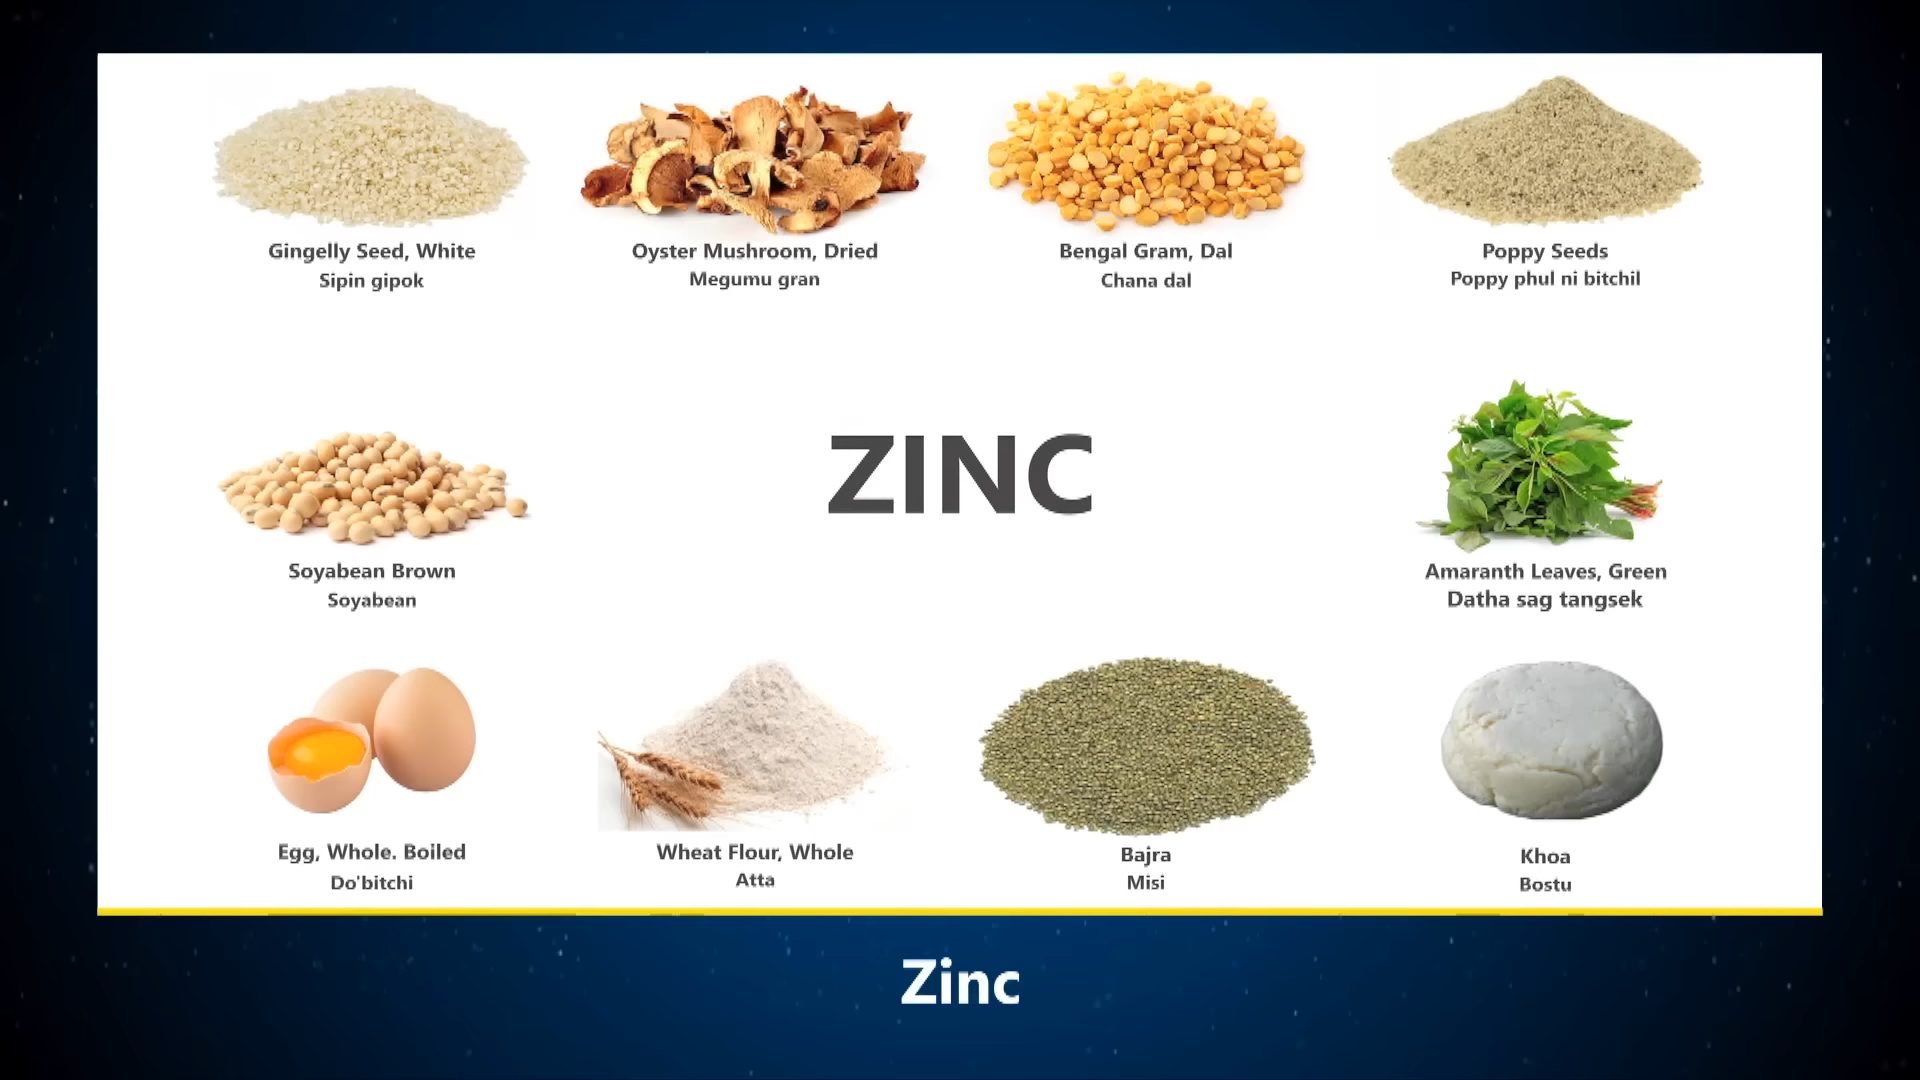 Gingelly Seed, White
Sipin gipok
Oyster Mushroom, Dried
Megumu gran
Bengal Gram, Dal
Chana dal
Poppy Seeds
Poppy phul ni bitchil
ZINC
Soyabean Brown
Soyabean
Amaranth Leaves, Green
Datha sag tangsek
Egg, Whole. Boiled
Do'bitchi
Wheat Flour, Whole
Atta
Bajra
Misi
Khoa
Bostu
Zinc